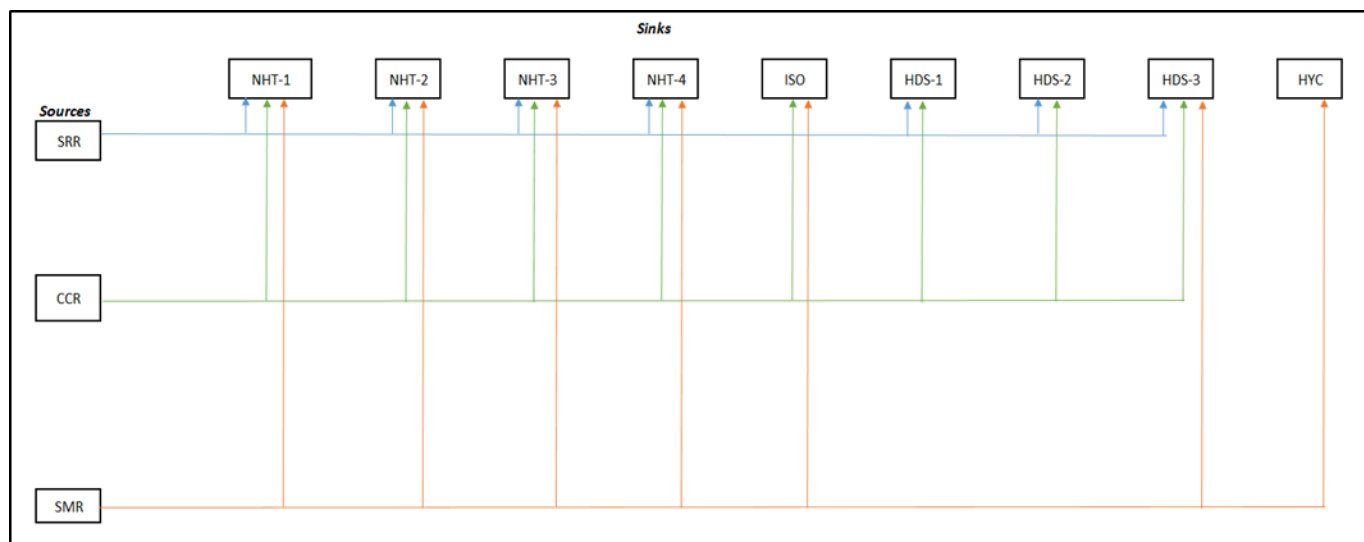 Sinks
NHT-1 NHT-2 NHT-3 NHT-4 ISO HDS-1 HDS-2 HDS-3 HYC
Sources
SRR
CCR
SMR